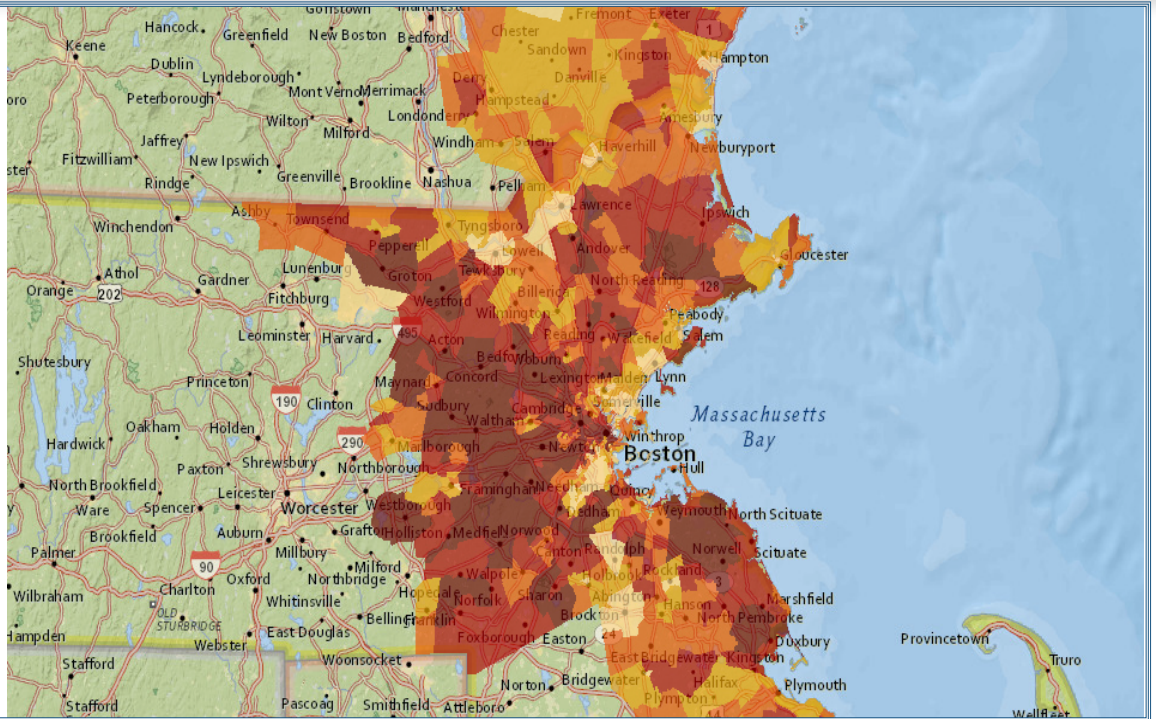 Goffstown
Manchester
Fremont
Exeter
Hancock
Greenfield
New Boston
Bedford
Chester
1
Keene
Sandown
Kingston
Hampton
Dublin
Lyndeborough
Derry
Danville
oro
Peterborough
Mont Vernon
Merrimack
Hampstead
Londonderry
Amesbury
Wilton
Milford
Jaffrey
Windham
Salem
Haverhill
Newburyport
Fitzwilliam
New Ipswich
ster
Rindge
Greenville
Brookline
Nashua
Pelham
Lawrence
Ashby
Townsend
Ipswich
Winchendon
Tyngsboro
Pepperell
Lowell
Andover
Gloucester
Athol
Gardner
Lunenburg
Groton
Tewksbury
North Reading
Orange
202
Fitchburg
Westford
Billerica
128
Wilmington
Peabody
Leominster
Harvard
495
Acton
Reading
Wakefield
Salem
Shutesbury
Bedford
Woburn
Princeton
Maynard
Concord
Lexington
Malden
Lynn
190
Clinton
Sudbury
Cambridge
Somerville
Massachusetts
Bay
Oakham
Holden
Waltham
Hardwick
290
Marlborough
Newton
Winthrop
Boston
Paxton
Shrewsbury
Northborough
Hull
North Brookfield
Leicester
Framingham
Needham
Quincy
Ware
Spencer
Worcester
Westborough
Dedham
Weymouth
North Scituate
Brookfield
Auburn
Grafton
Holliston
Medfield
Norwood
Palmer
Millbury
Canton
Randolph
Norwell
Scituate
90
Oxford
Northbridge
Milford
Walpole
Holbrook
Rockland
3
Wilbraham
Charlton
Whitinsville
Hopedale
Norfolk
Sharon
Abington
Hanson
Marshfield
OLD
STURBRIDGE
Franklin
Brockton
North Pembroke
Hampden
Webster
East Douglas
Foxborough
Easton
24
Duxbury
Provincetown
Stafford
Woonsocket
East Bridgewater
Kingston
Truro
Norton
Bridgewater
Halifax
Plymouth
Stafford
Pascoag
Smithfield
Attleboro
Plympton
Wellfleet